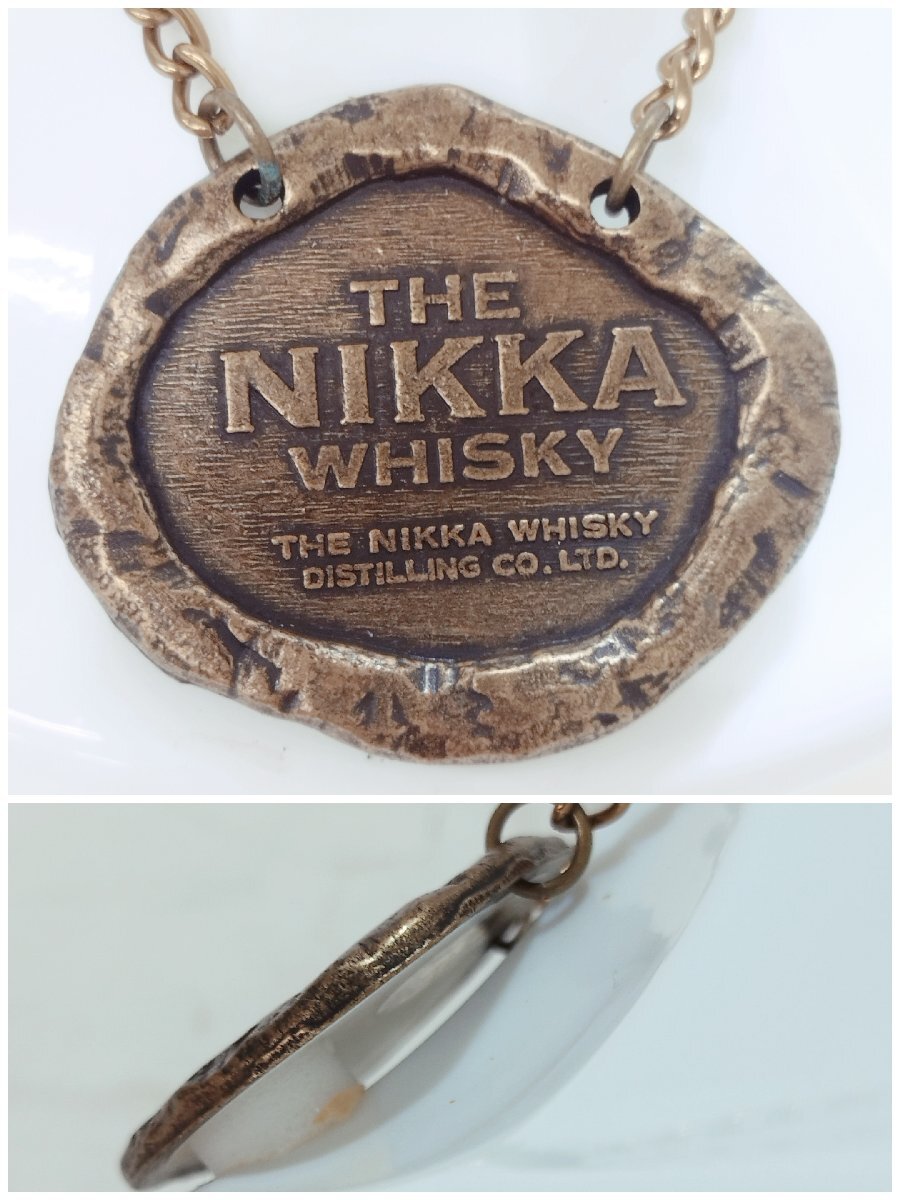 THE
NIKKA
WHISKY
THE NIKKA WHISKY
DISTILLING CO. LTD.